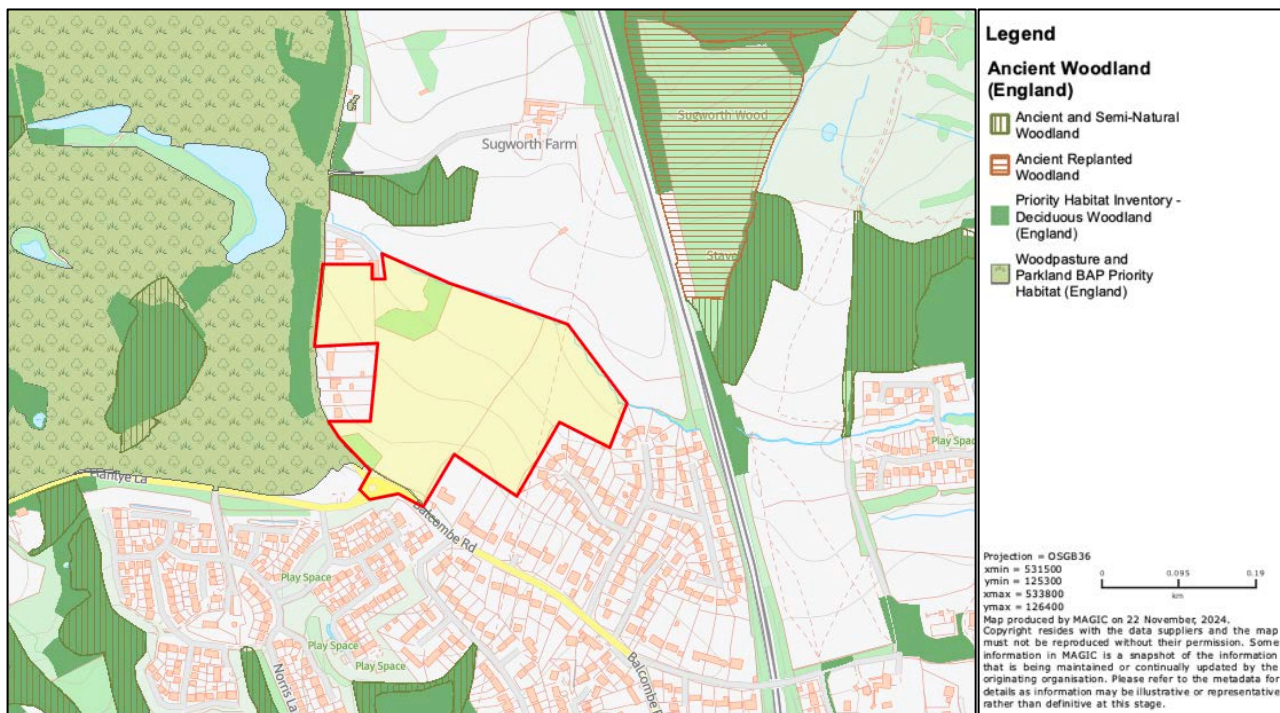 Sugworth Wood
Sugworth Farm
Hanlye La
Balcombe Rd
Play Space
Play Space
Play Space
Norris La
Legend
Ancient Woodland
(England)
Ancient and Semi-Natural
Woodland
Ancient Replanted
Woodland
Priority Habitat Inventory -
Deciduous Woodland
(England)
Woodpasture and
Parkland BAP Priority
Habitat (England)
Projection = OSGB36
xmin = 531500
ymin = 125300
xmax = 533800
ymax = 126400
0 0.095 0.19
km
Map produced by MAGIC on 22 November, 2024.
Copyright resides with the data suppliers and the map
must not be reproduced without their permission. Some
information in MAGIC is a snapshot of the information
that is being maintained or continually updated by the
originating organisation. Please refer to the metadata for
details as information may be illustrative or representative
rather than definitive at this stage.